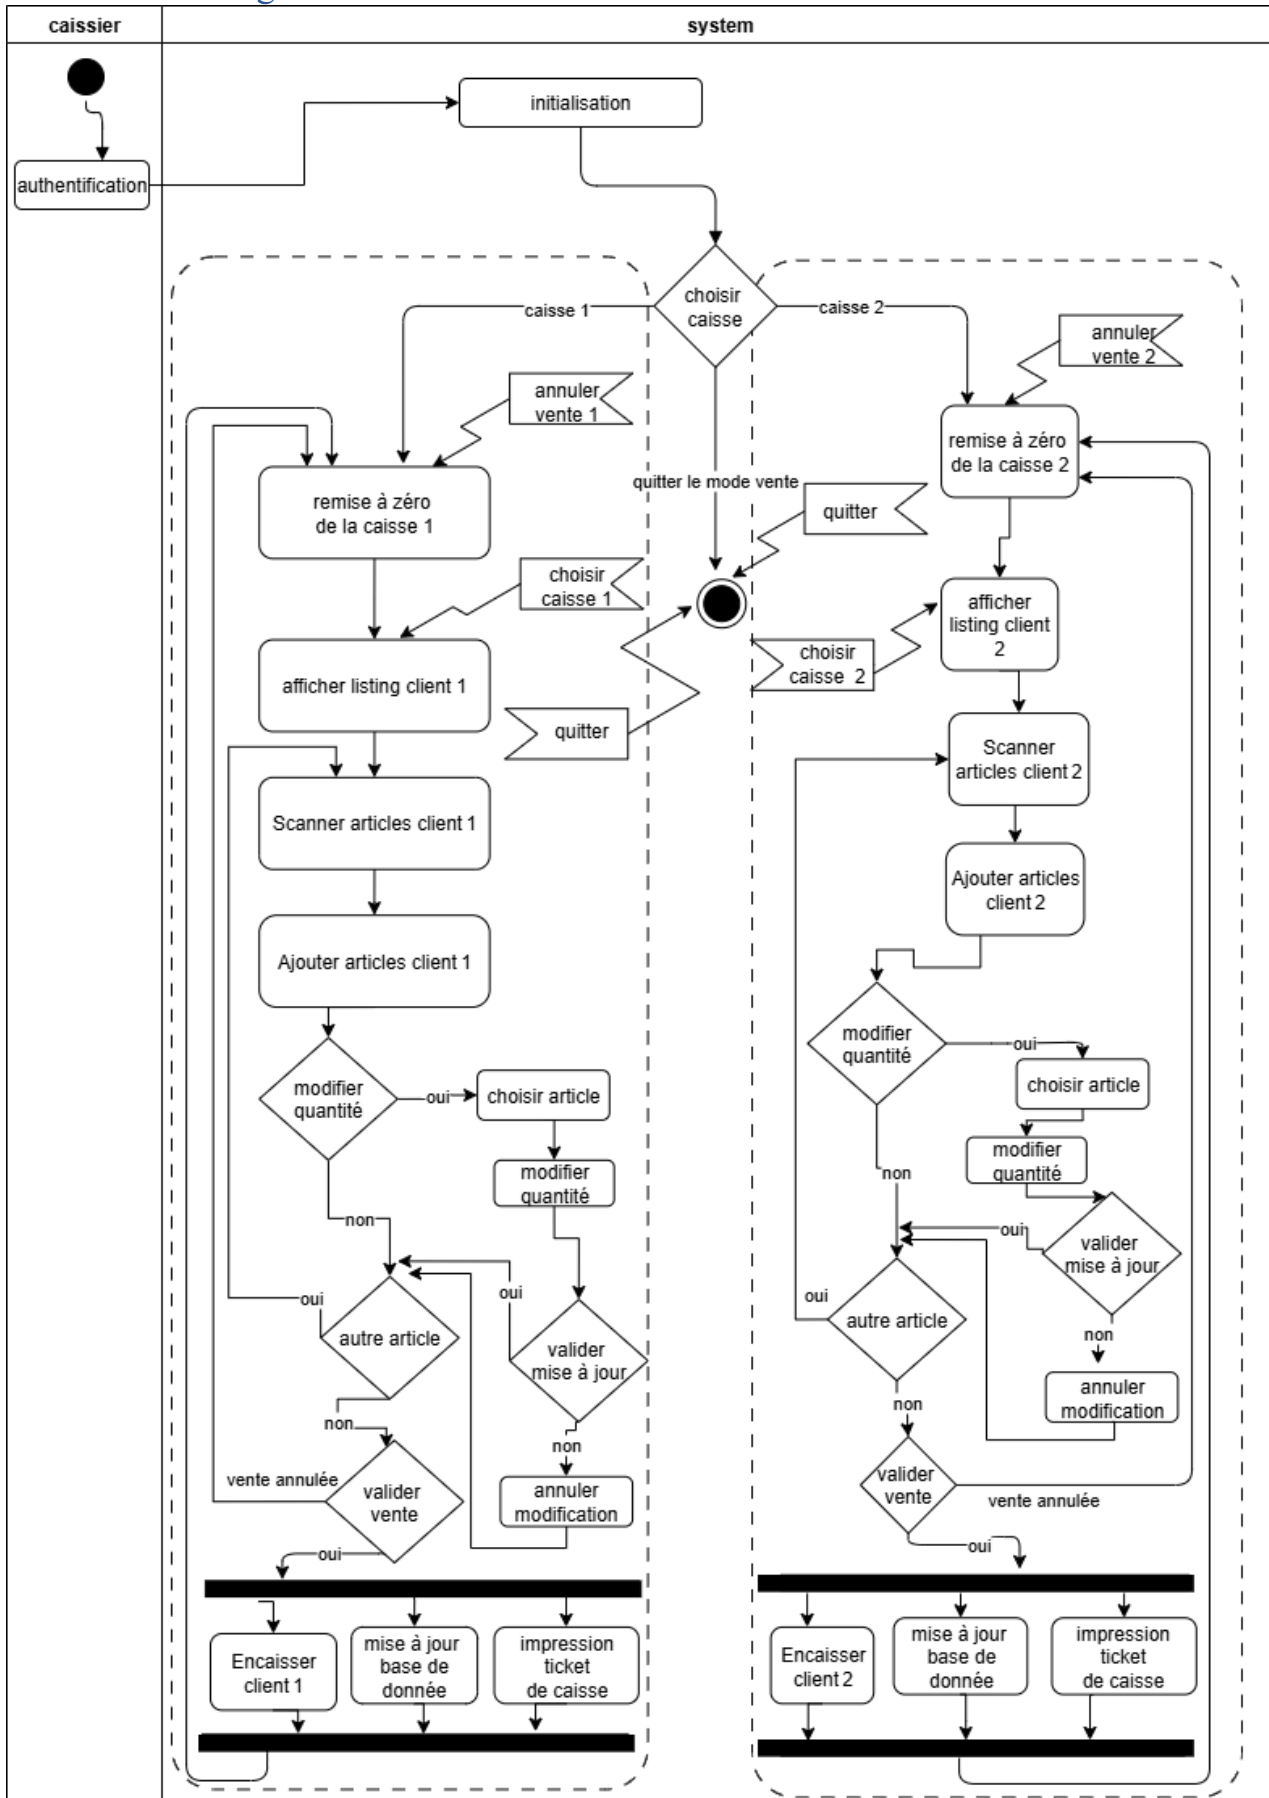 caissier
system
initialisation
authentification
choisir
caisse
caisse 1
caisse 2
annuler
vente 2
annuler
vente 1
remise à zéro
de la caisse 2
quitter le mode vente
remise à zéro
de la caisse 1
quitter
choisir
caisse 1
afficher
listing client
2
choisir
caisse 2
afficher listing client 1
quitter
Scanner
articles client 2
Scanner articles client 1
Ajouter articles
client 2
Ajouter articles client 1
modifier
quantité
oui
choisir article
modifier
quantité
oui
choisir article
modifier
quantité
non
modifier
quantité
non
oui
valider
mise à jour
oui
oui
oui
autre article
autre article
valider
mise à jour
non
annuler
modification
non
non
non
vente annulée
valider
vente
annuler
modification
valider
vente
vente annulée
oui
oui
Encaisser
client 1
mise à jour
base de
donnée
impression
ticket
de caisse
Encaisser
client 2
mise à jour
base de
donnée
impression
ticket
de caisse